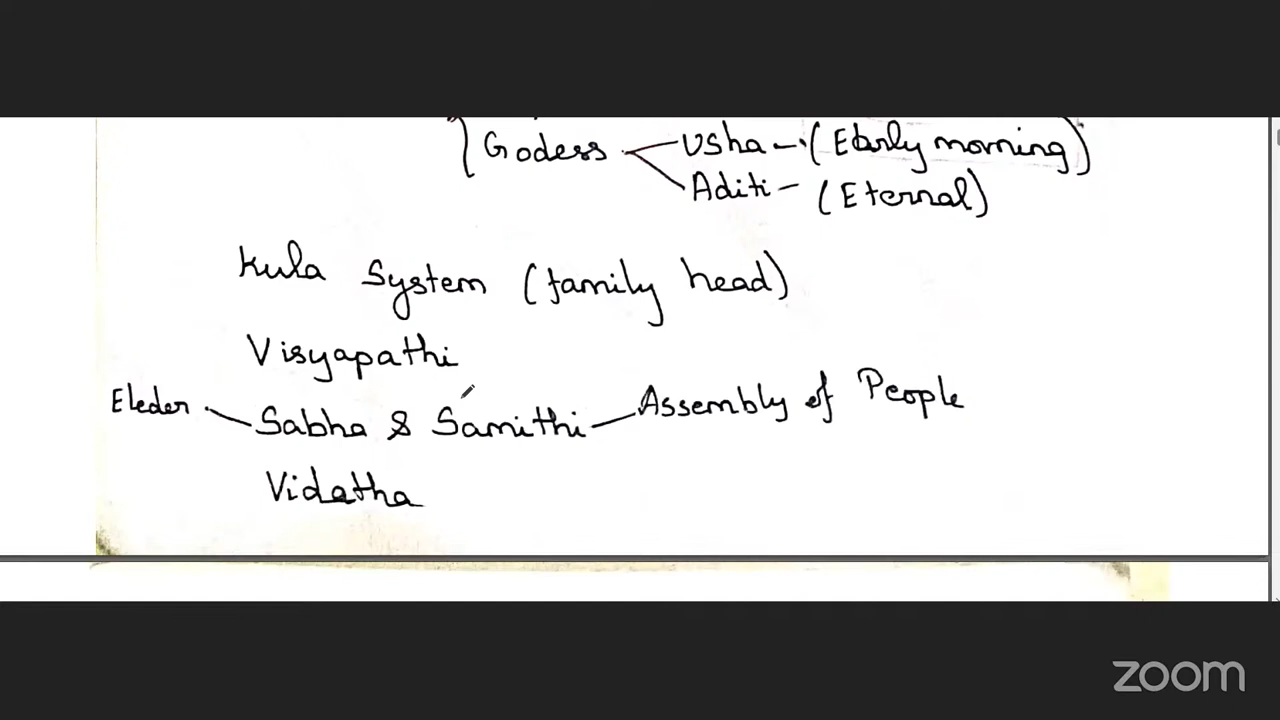 Godess Usha - (Early morning)
Aditi - (Eternal)
Kula System (family head)
Visyapathi
Eleder Sabha & Samithi Assembly of People
Vidatha
zoom